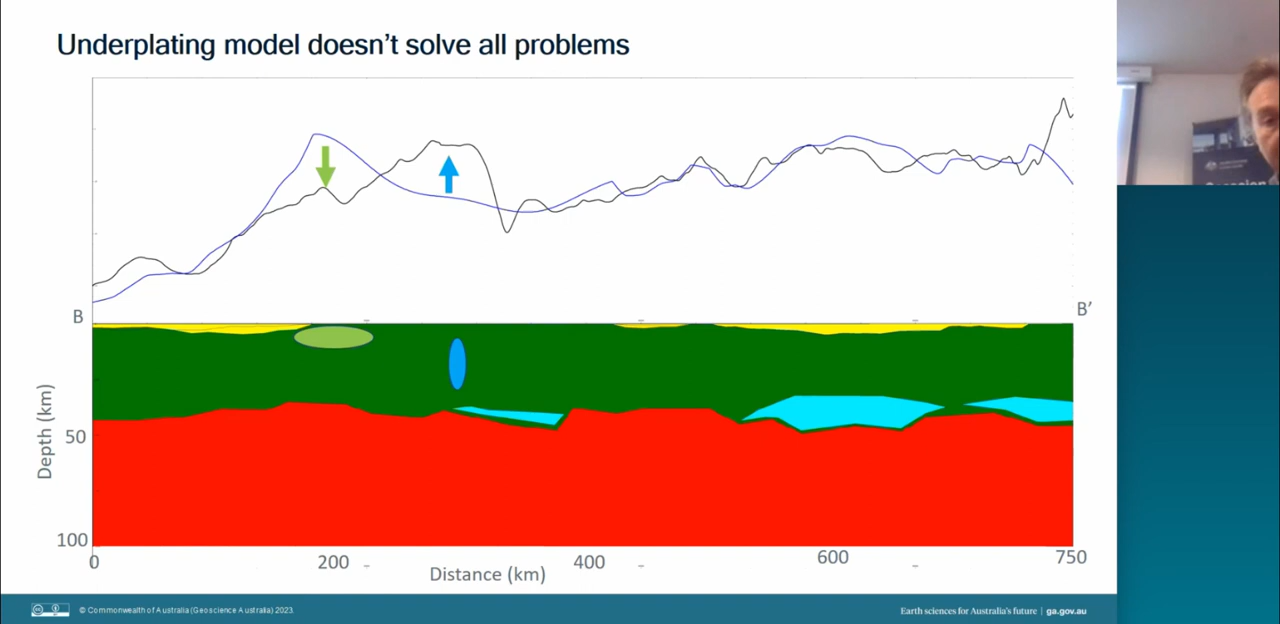 Underplating model doesn't solve all problems
B
B'
Depth (km)
50
100
0
200
400
600
750
Distance (km)
© Commonwealth of Australia (Geoscience Australia) 2023.
Earth sciences for Australia's future | ga.gov.au